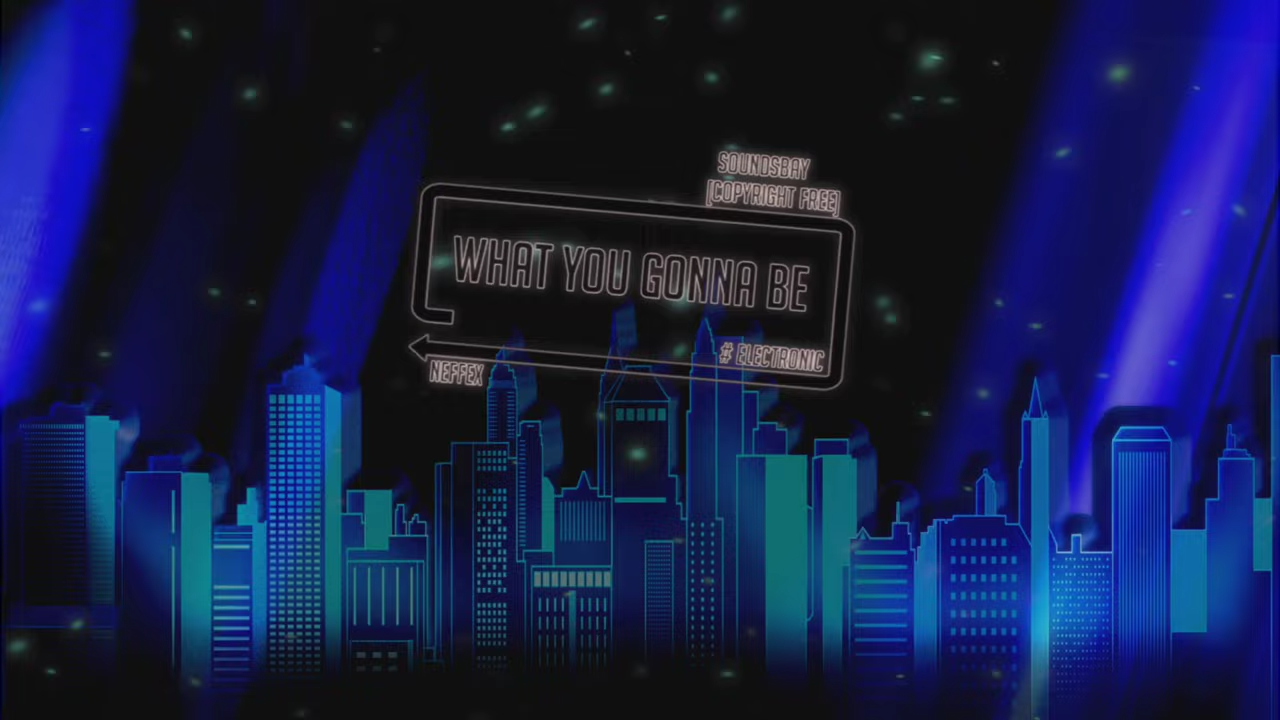 SOUNDSBAY
[COPYRIGHT FREE]
WHAT YOU GONNA BE
# ELECTRONIC
NEFFEX